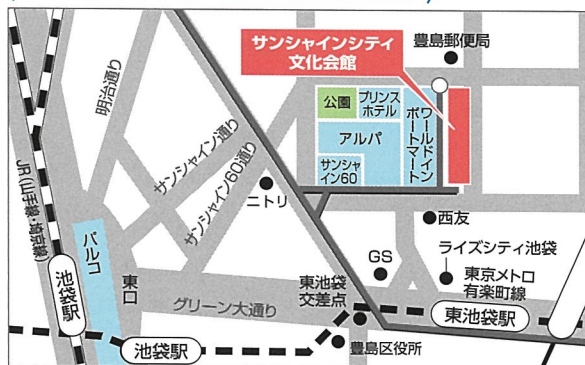 サンシャインシティ
文化会館
豊島郵便局
明治通り
公園
プリンス
ホテル
ワールドイン
ポートマート
アルパ
サンシャ
イン60
サンシャイン通り
サンシャイン60通り
ニトリ
JR(山手線・埼京線)
西友
パルコ
東口
GS
ライズシティ池袋
東京メトロ
有楽町線
池袋駅
グリーン大通り
東池袋
交差点
東池袋駅
池袋駅
豊島区役所